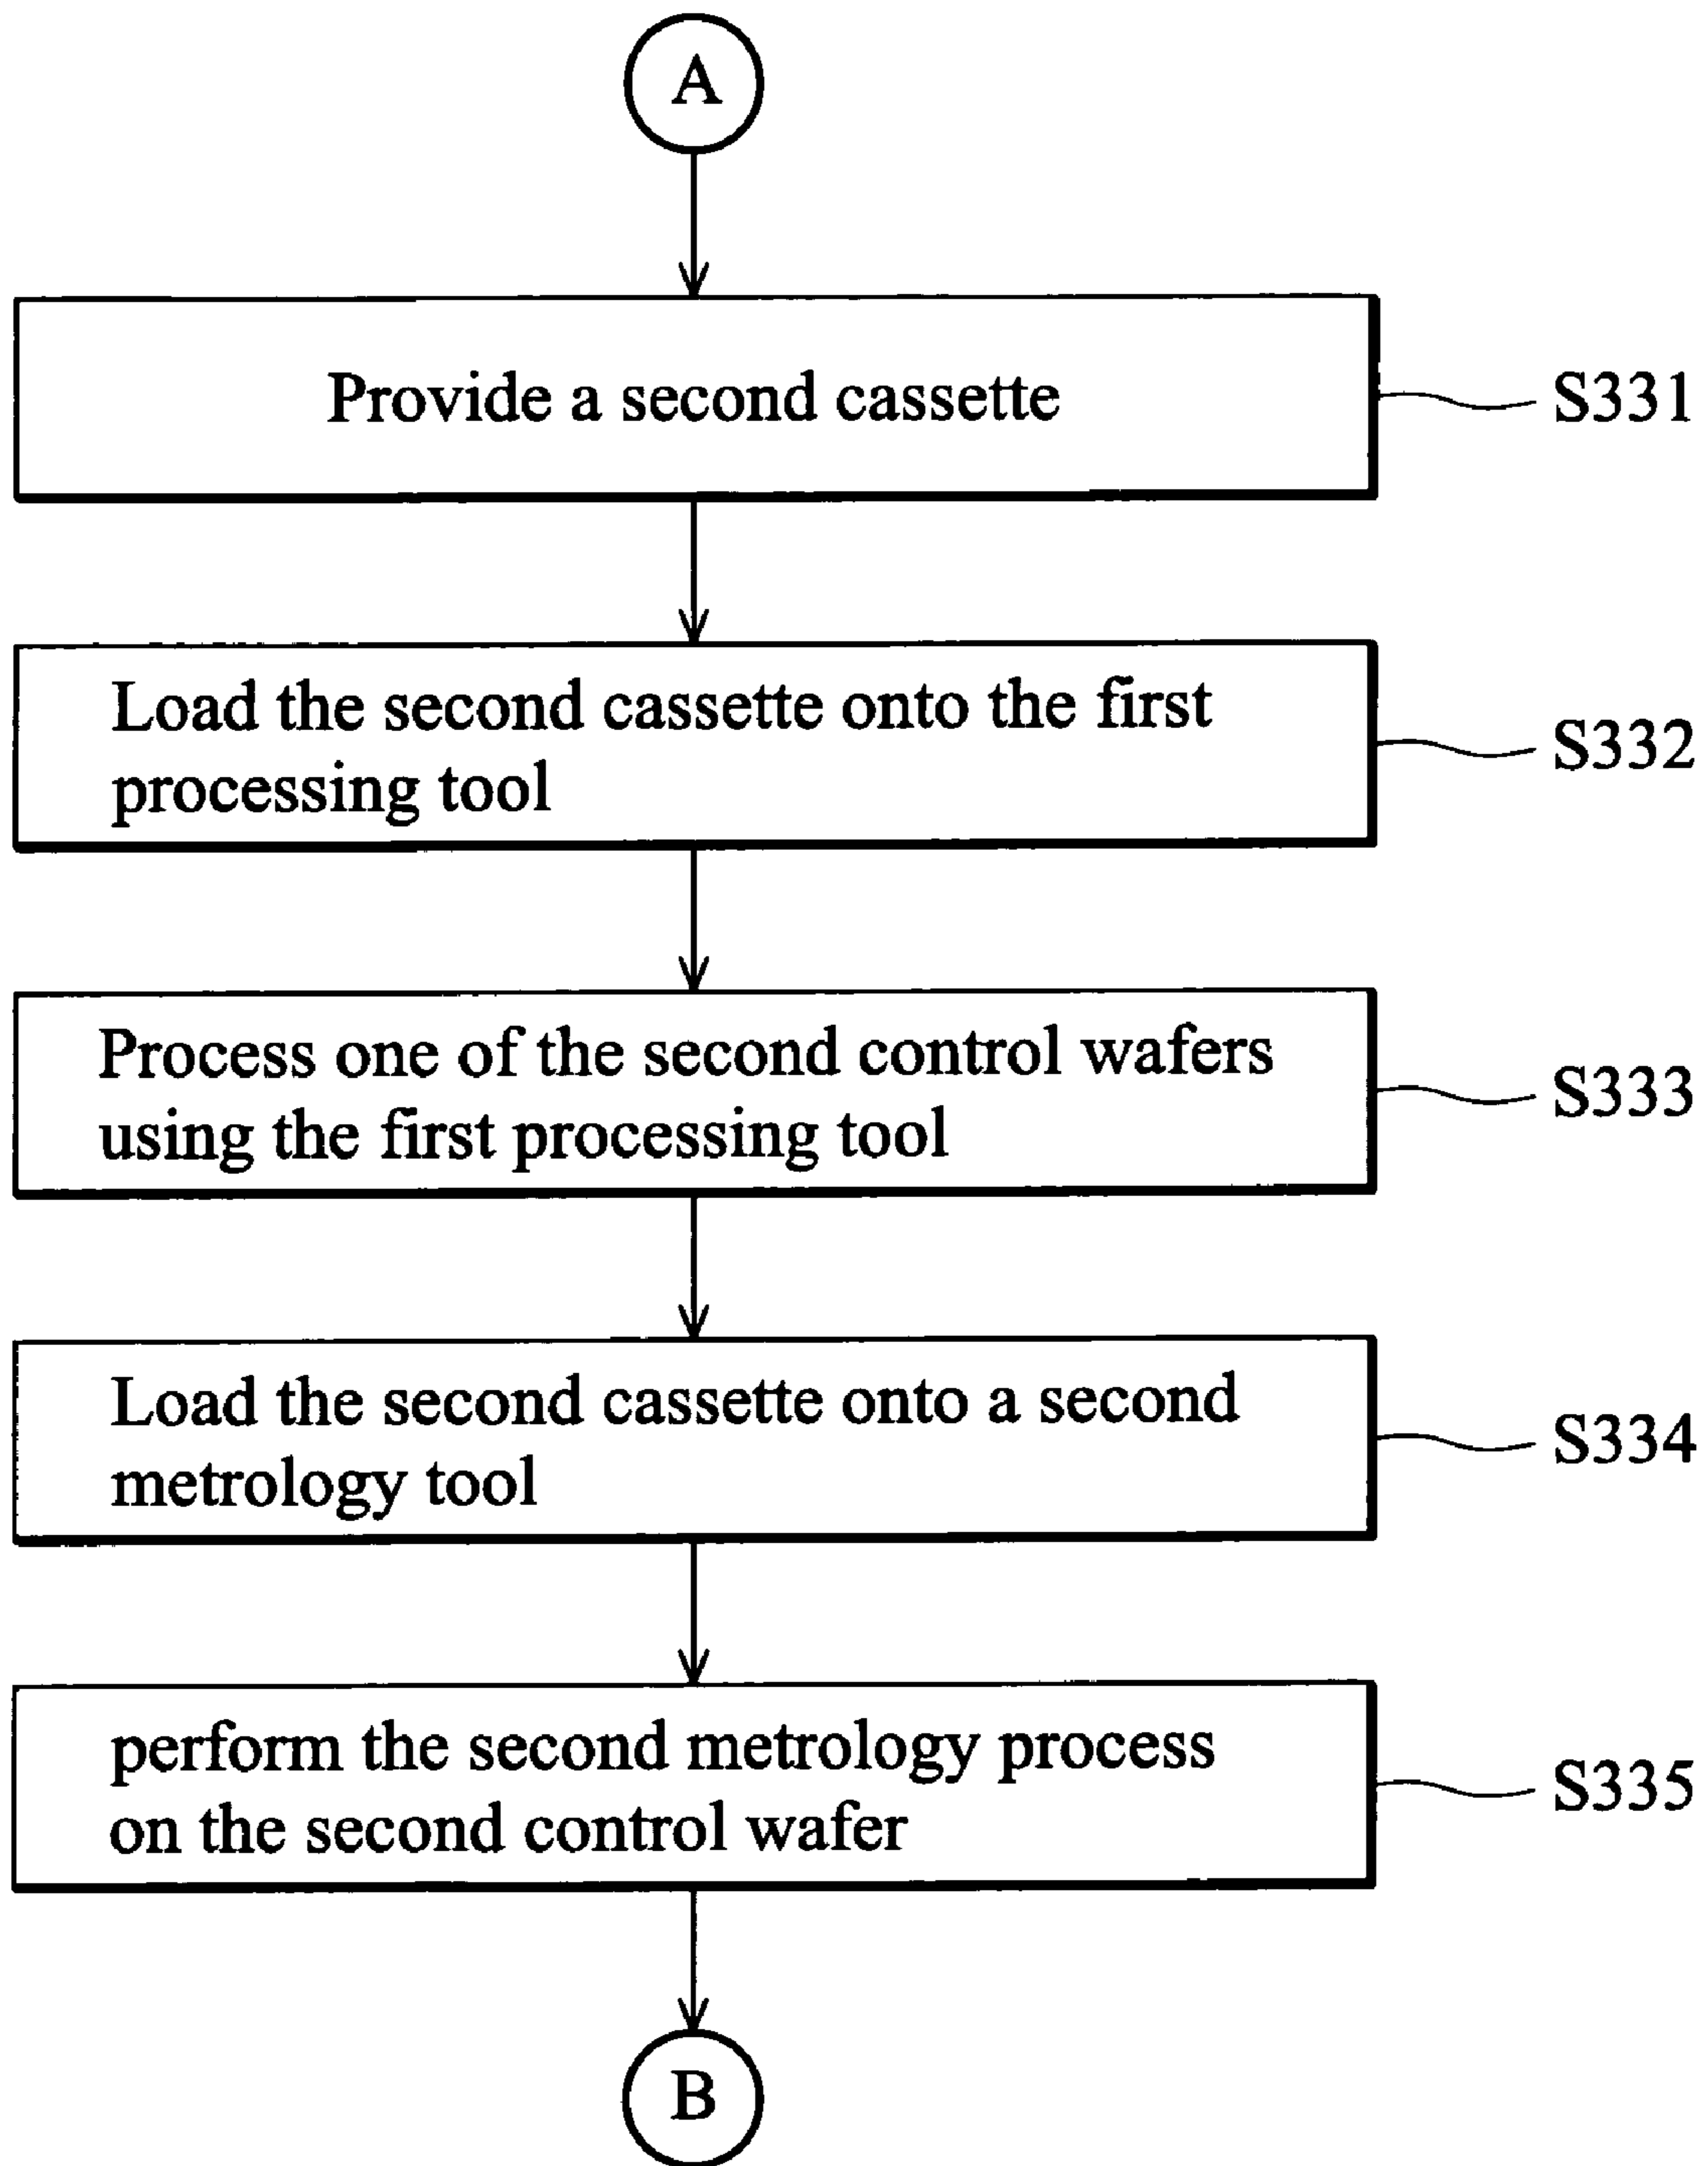 A
Provide a second cassette
S331
Load the second cassette onto the first
processing tool
S332
Process one of the second control wafers
using the first processing tool
S333
Load the second cassette onto a second
metrology tool
S334
perform the second metrology process
on the second control wafer
S335
B